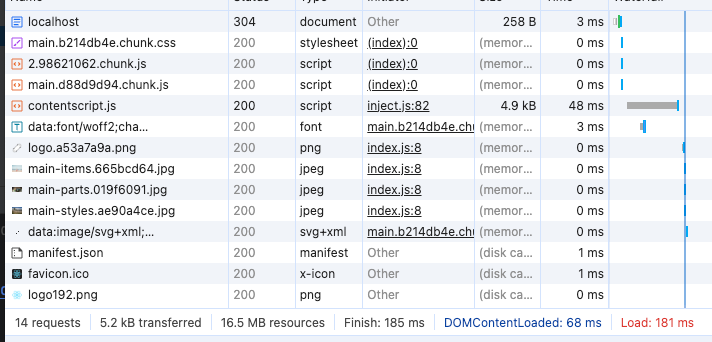 localhost 304 document Other 258 B 3 ms
main.b214db4e.chunk.css 200 stylesheet (index):0 (memor... 0 ms
2.98621062.chunk.js 200 script (index):0 (memor... 0 ms
main.d88d9d94.chunk.js 200 script (index):0 (memor... 0 ms
contentscript.js 200 script inject.js:82 4.9 kB 48 ms
data:font/woff2;cha... 200 font main.b214db4e.chu (memor... 3 ms
logo.a53a7a9a.png 200 png index.js:8 (memor... 0 ms
main-items.665bcd64.jpg 200 jpeg index.js:8 (memor... 0 ms
main-parts.019f6091.jpg 200 jpeg index.js:8 (memor... 0 ms
main-styles.ae90a4ce.jpg 200 jpeg index.js:8 (memor... 0 ms
data:image/svg+xml;... 200 svg+xml main.b214db4e.chu (memor... 0 ms
manifest.json 200 manifest Other (disk ca... 1 ms
favicon.ico 200 x-icon Other (disk ca... 1 ms
logo192.png 200 png Other (disk ca... 0 ms
14 requests 5.2 kB transferred 16.5 MB resources Finish: 185 ms DOMContentLoaded: 68 ms Load: 181 ms